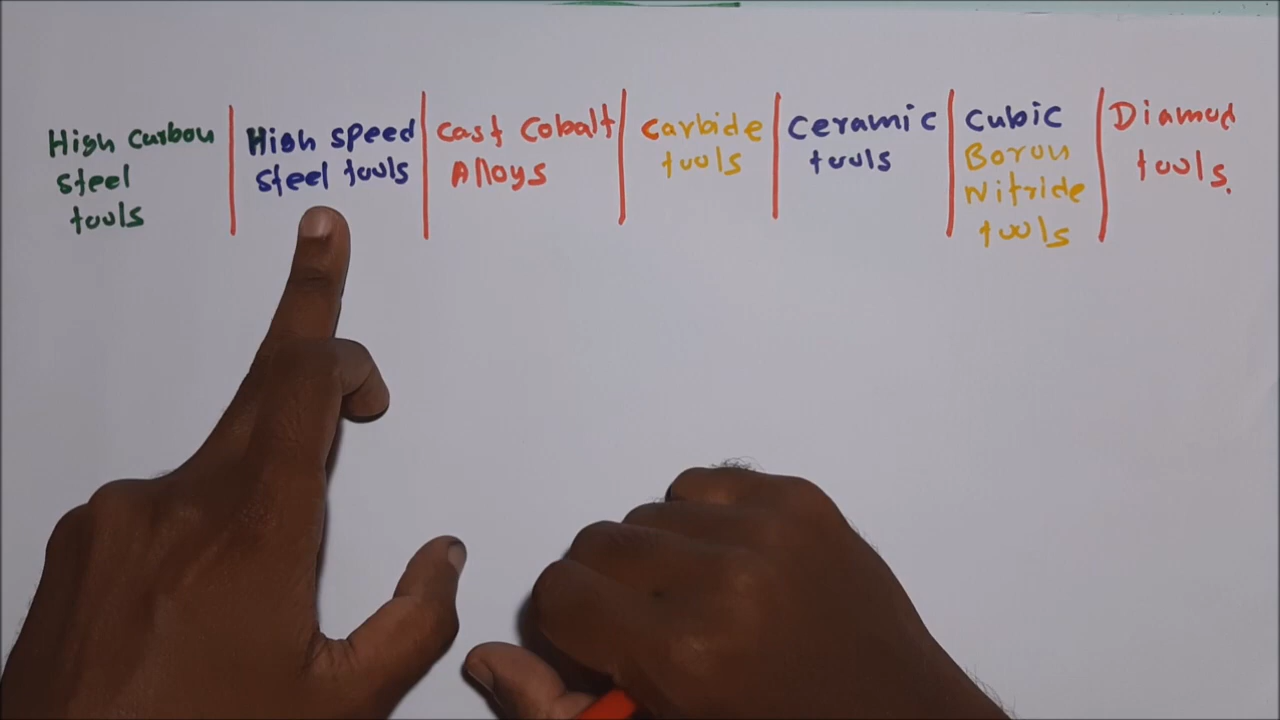 High carbon
steel
tools
High speed
steel tools
Cast Cobalt
Alloys
Carbide
tools
Ceramic
tools
Cubic
Boron
Nitride
tools
Diamod
tools.